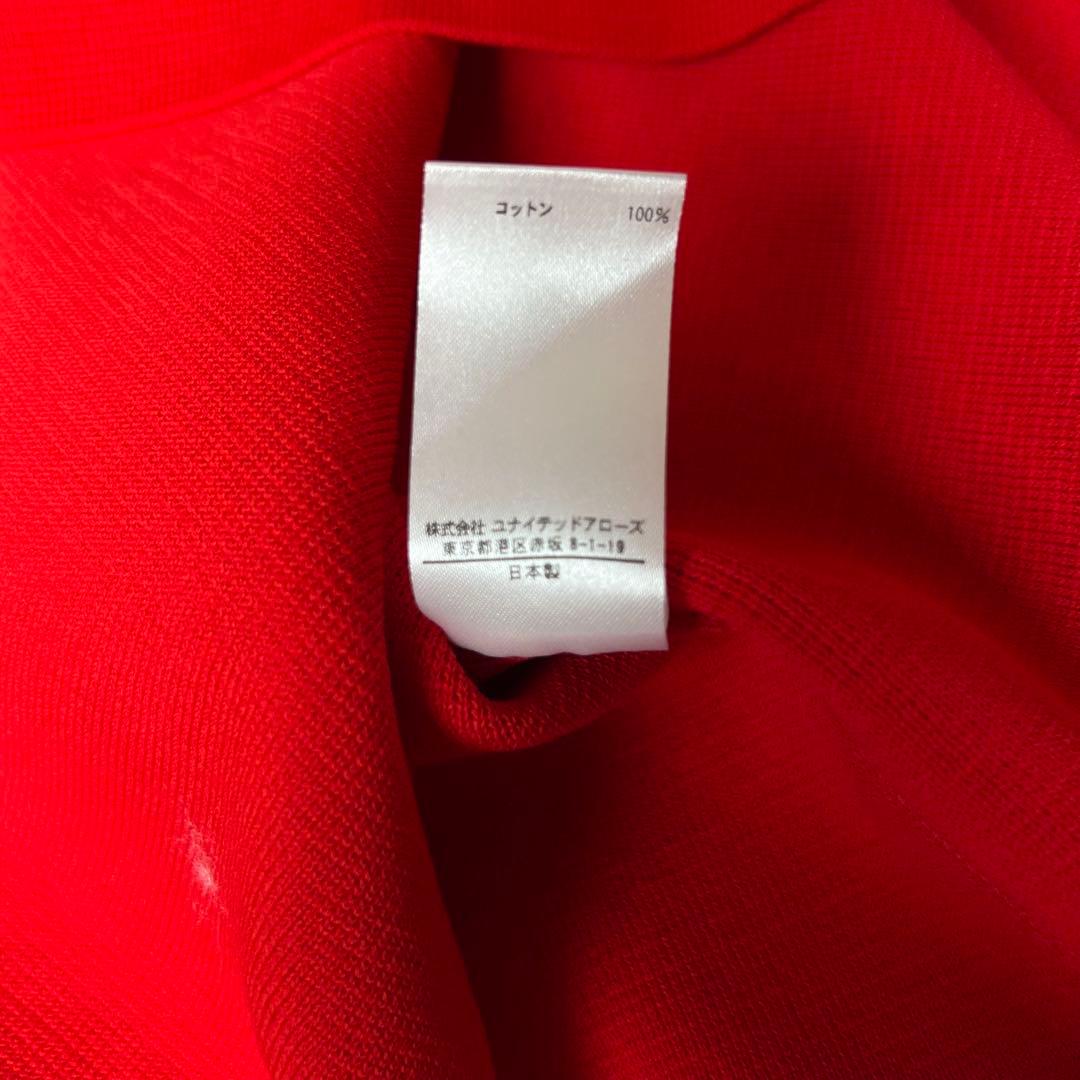 コットン 100%
株式会社 ユナイテッドアローズ
東京都港区赤坂 8-1-19
日本製